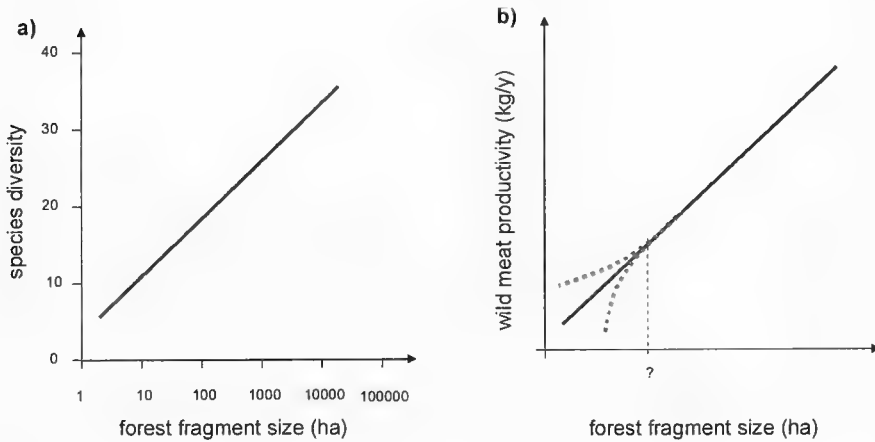 a)
species diversity
40
30
20
10
0
1 10 100 1000 10000 100000
forest fragment size (ha)
b)
wild meat productivity (kg/y)
?
forest fragment size (ha)